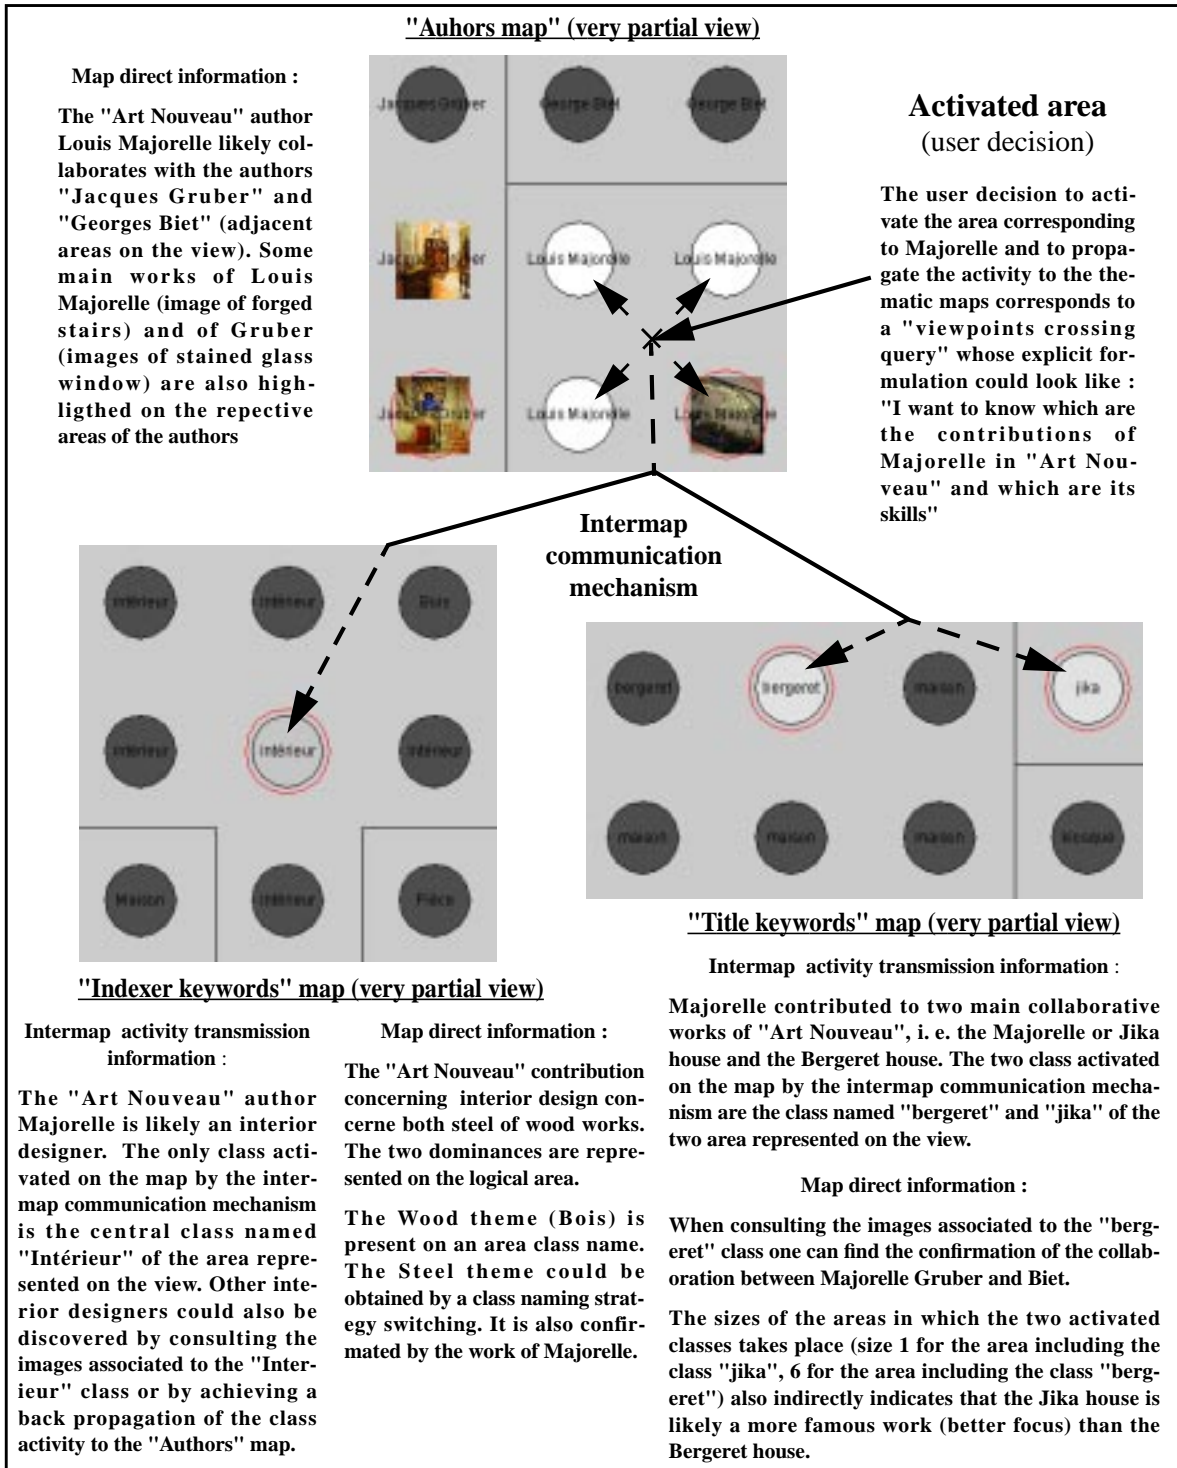 "Auhors map" (very partial view)
Map direct information :
The "Art Nouveau" author
Louis Majorelle likely col-
laborates with the authors
"Jacques Gruber" and
"Georges Biet" (adjacent
areas on the view). Some
main works of Louis
Majorelle (image of forged
stairs) and of Gruber
(images of stained glass
window) are also high-
ligthed on the repective
areas of the authors
Jacques Gruber
George Biet
George Biet
Jacques Gruber
Louis Majorelle
Louis Majorelle
Jacques Gruber
Louis Majorelle
Louis Majorelle
Activated area
(user decision)
The user decision to acti-
vate the area corresponding
to Majorelle and to propa-
gate the activity to the the-
matic maps corresponds to
a "viewpoints crossing
query" whose explicit for-
mulation could look like :
"I want to know which are
the contributions of
Majorelle in "Art Nou-
veau" and which are its
skills"
Intermap
communication
mechanism
Intérieur
Intérieur
Bois
Intérieur
Intérieur
Intérieur
Maison
Intérieur
Pièce
"Indexer keywords" map (very partial view)
bergeret
bergeret
maison
jika
maison
maison
maison
kiosque
"Title keywords" map (very partial view)
Intermap activity transmission
information :
The "Art Nouveau" author
Majorelle is likely an interior
designer. The only class acti-
vated on the map by the inter-
map communication mechanism
is the central class named
"Intérieur" of the area repre-
sented on the view. Other inte-
rior designers could also be
discovered by consulting the
images associated to the "Inter-
ieur" class or by achieving a
back propagation of the class
activity to the "Authors" map.
Map direct information :
The "Art Nouveau" contribution
concerning interior design con-
cerne both steel of wood works.
The two dominances are repre-
sented on the logical area.
The Wood theme (Bois) is
present on an area class name.
The Steel theme could be
obtained by a class naming strat-
egy switching. It is also confir-
mated by the work of Majorelle.
Intermap activity transmission information :
Majorelle contributed to two main collaborative
works of "Art Nouveau", i. e. the Majorelle or Jika
house and the Bergeret house. The two class activated
on the map by the intermap communication mecha-
nism are the class named "bergeret" and "jika" of the
two area represented on the view.
Map direct information :
When consulting the images associated to the "berg-
eret" class one can find the confirmation of the collab-
oration between Majorelle Gruber and Biet.
The sizes of the areas in which the two activated
classes takes place (size 1 for the area including the
class "jika", 6 for the area including the class "berg-
eret") also indirectly indicates that the Jika house is
likely a more famous work (better focus) than the
Bergeret house.